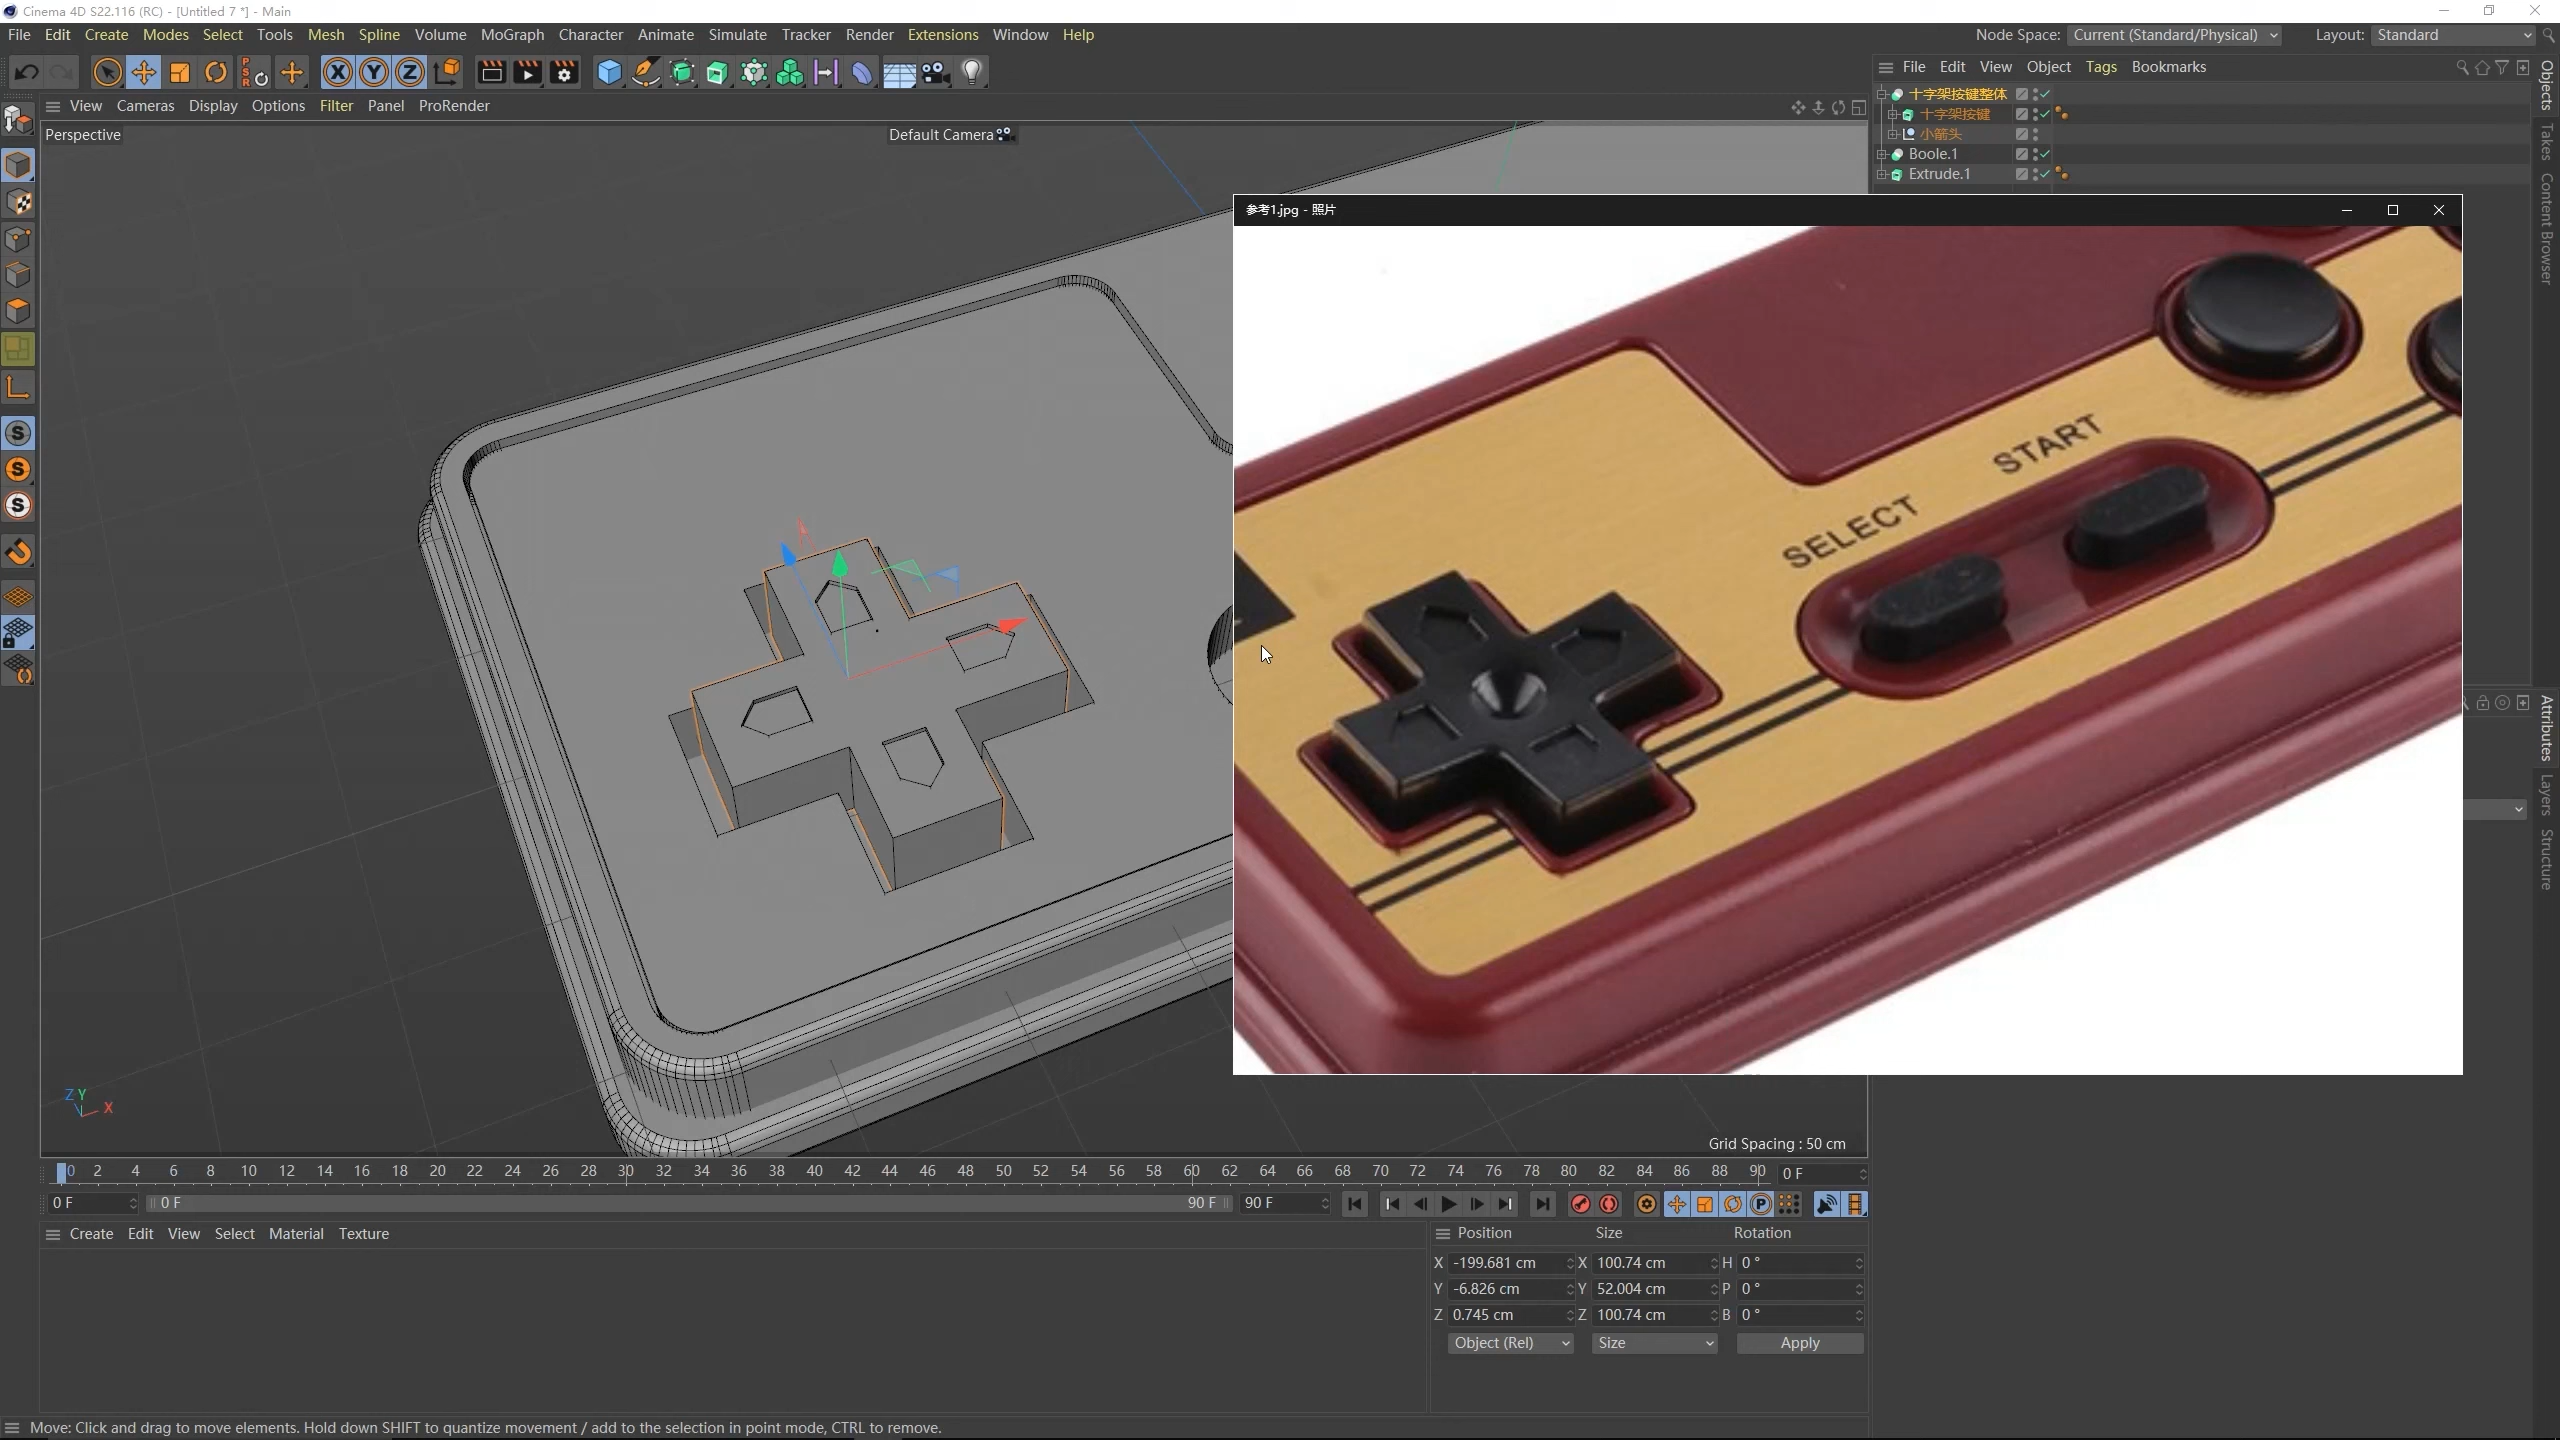 Cinema 4D S22.116 (RC) - [Untitled 7 *] - Main
File Edit Create Modes Select Tools Mesh Spline Volume MoGraph Character Animate Simulate Tracker Render Extensions Window Help
Node Space: Current (Standard/Physical) Layout: Standard
File Edit View Object Tags Bookmarks
View Cameras Display Options Filter Panel ProRender
Perspective
Default Camera
十字架按键整体
十字架按键
小箭头
Boole.1
Extrude.1
Objects
Takes
Content Browser
Attributes
Layers
Structure
参考1.jpg - 照片
START
SELECT
Z Y X
Grid Spacing : 50 cm
0 2 4 6 8 10 12 14 16 18 20 22 24 26 28 30 32 34 36 38 40 42 44 46 48 50 52 54 56 58 60 62 64 66 68 70 72 74 76 78 80 82 84 86 88 90 0 F
0 F 0 F 90 F 90 F
Create Edit View Select Material Texture
Position Size Rotation
X -199.681 cm X 100.74 cm H 0 °
Y -6.826 cm Y 52.004 cm P 0 °
Z 0.745 cm Z 100.74 cm B 0 °
Object (Rel) Size Apply
Move: Click and drag to move elements. Hold down SHIFT to quantize movement / add to the selection in point mode, CTRL to remove.